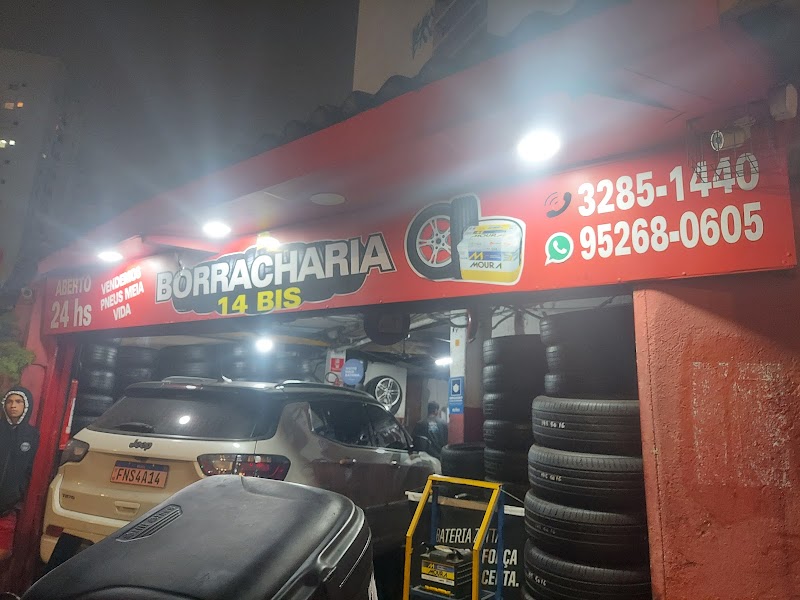 ABERTO
24 hs
VENDEMOS
PNEUS MEIA
VIDA
BORRACHARIA
14 BIS
MOURA
3285-1440
95268-0605
Jeep
FNS4A14
BATERIA
FORÇA
CERTA.
MOURA